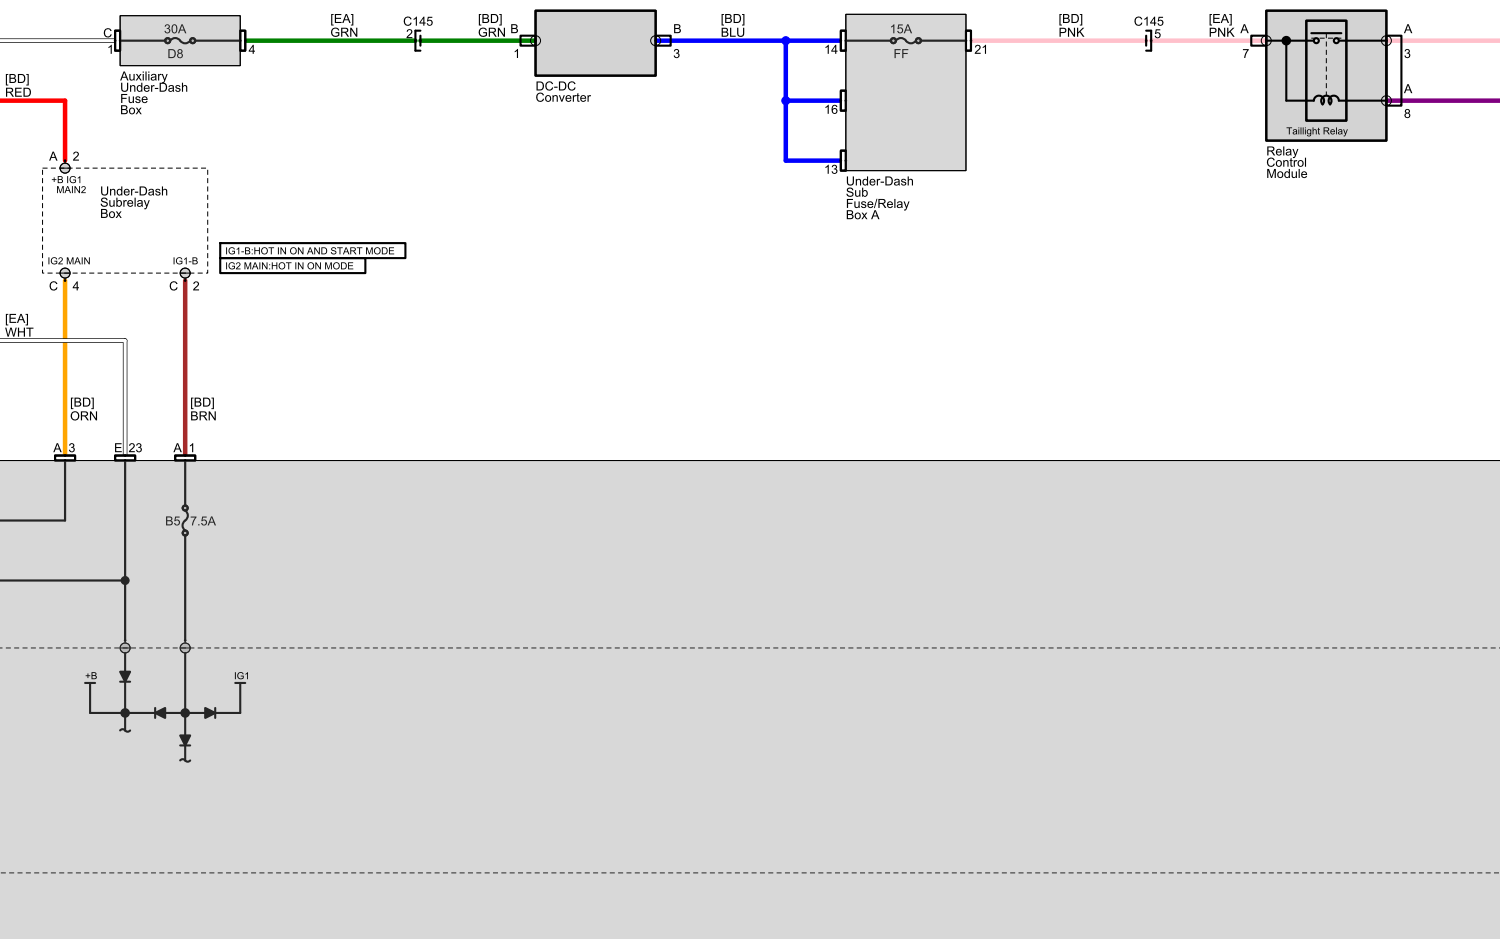 C
1
30A
D8
4
Auxiliary
Under-Dash
Fuse
Box
[EA]
GRN
C145
2
[BD]
GRN
B
1
DC-DC
Converter
B
3
[BD]
BLU
14
16
13
15A
FF
21
Under-Dash
Sub
Fuse/Relay
Box A
[BD]
PNK
C145
5
[EA]
PNK
A
7
Taillight Relay
A
3
A
8
Relay
Control
Module
[BD]
RED
A 2
+B IG1
MAIN2
Under-Dash
Subrelay
Box
IG2 MAIN
IG1-B
C 4
C 2
IG1-B:HOT IN ON AND START MODE
IG2 MAIN:HOT IN ON MODE
[EA]
WHT
[BD]
ORN
[BD]
BRN
A 3
E 23
A 1
B5 7.5A
+B
IG1